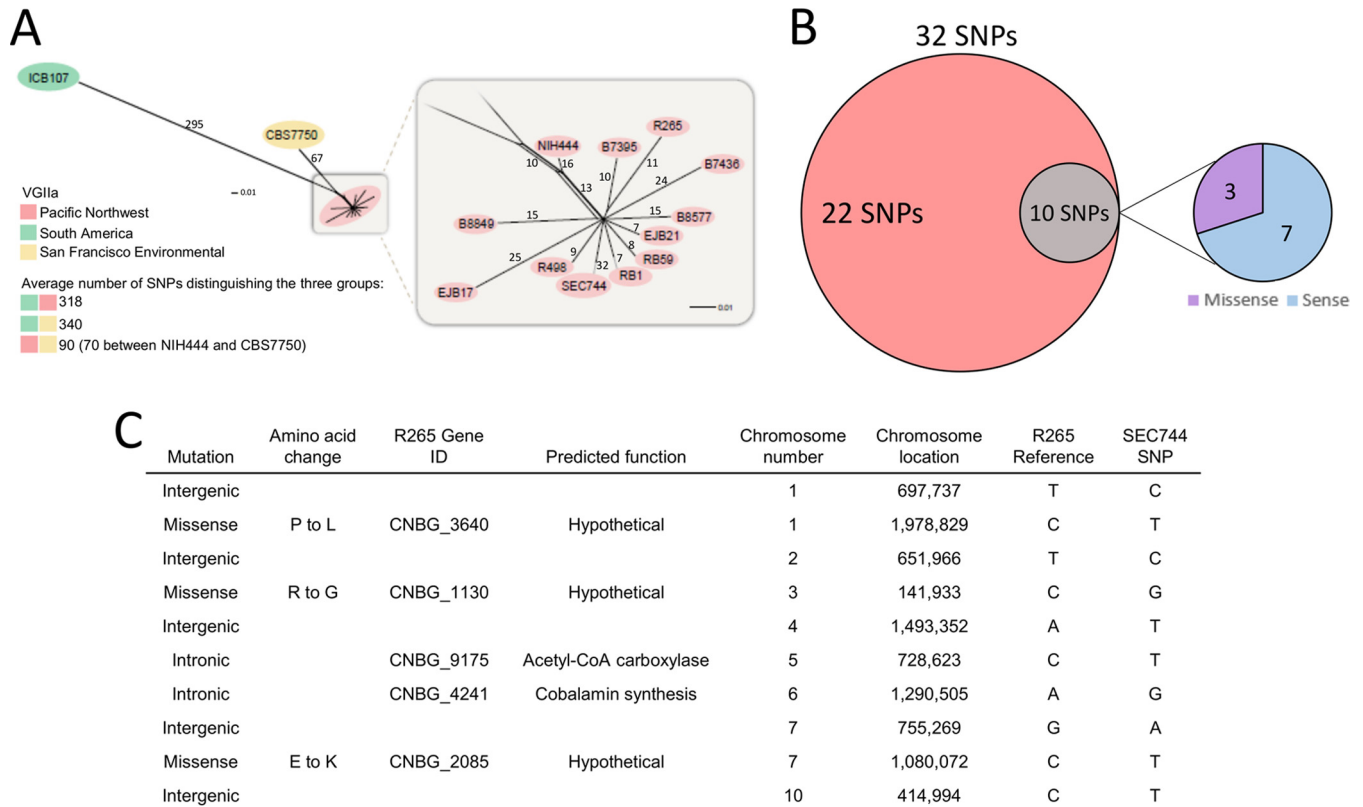 A
ICB107
295
CBS7750
67
0.01
VGIIa
Pacific Northwest
South America
San Francisco Environmental
Average number of SNPs distinguishing the three groups:
318
340
90 (70 between NIH444 and CBS7750)
R265
NIH444
B7395
B7436
10
16
10
11
24
13
B8849
15
15
B8577
7
EJB21
8
RB59
25
9
32
7
R498
RB1
SEC744
EJB17
0.01
B
32 SNPs
22 SNPs
10 SNPs
3
7
Missense Sense
C
Mutation Amino acid change R265 Gene ID Predicted function Chromosome number Chromosome location R265 Reference SEC744 SNP
Intergenic 1 697,737 T C
Missense P to L CNBG_3640 Hypothetical 1 1,978,829 C T
Intergenic 2 651,966 T C
Missense R to G CNBG_1130 Hypothetical 3 141,933 C G
Intergenic 4 1,493,352 A T
Intronic CNBG_9175 Acetyl-CoA carboxylase 5 728,623 C T
Intronic CNBG_4241 Cobalamin synthesis 6 1,290,505 A G
Intergenic 7 755,269 G A
Missense E to K CNBG_2085 Hypothetical 7 1,080,072 C T
Intergenic 10 414,994 C T